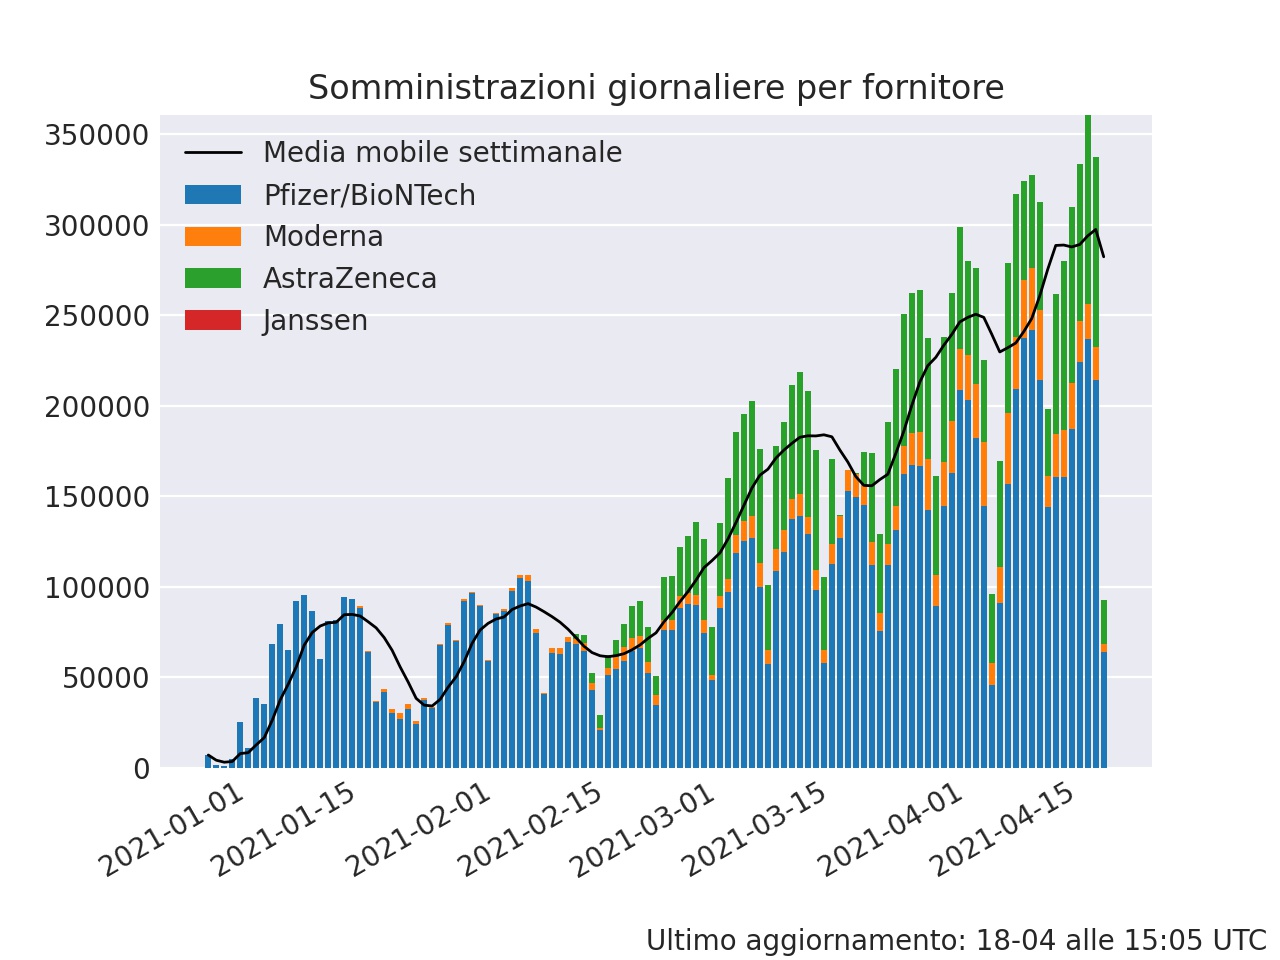 Somministrazioni giornaliere per fornitore
350000
300000
250000
200000
150000
100000
50000
0
Media mobile settimanale
Pfizer/BioNTech
Moderna
AstraZeneca
Janssen
2021-01-01
2021-01-15
2021-02-01
2021-02-15
2021-03-01
2021-03-15
2021-04-01
2021-04-15
Ultimo aggiornamento: 18-04 alle 15:05 UTC